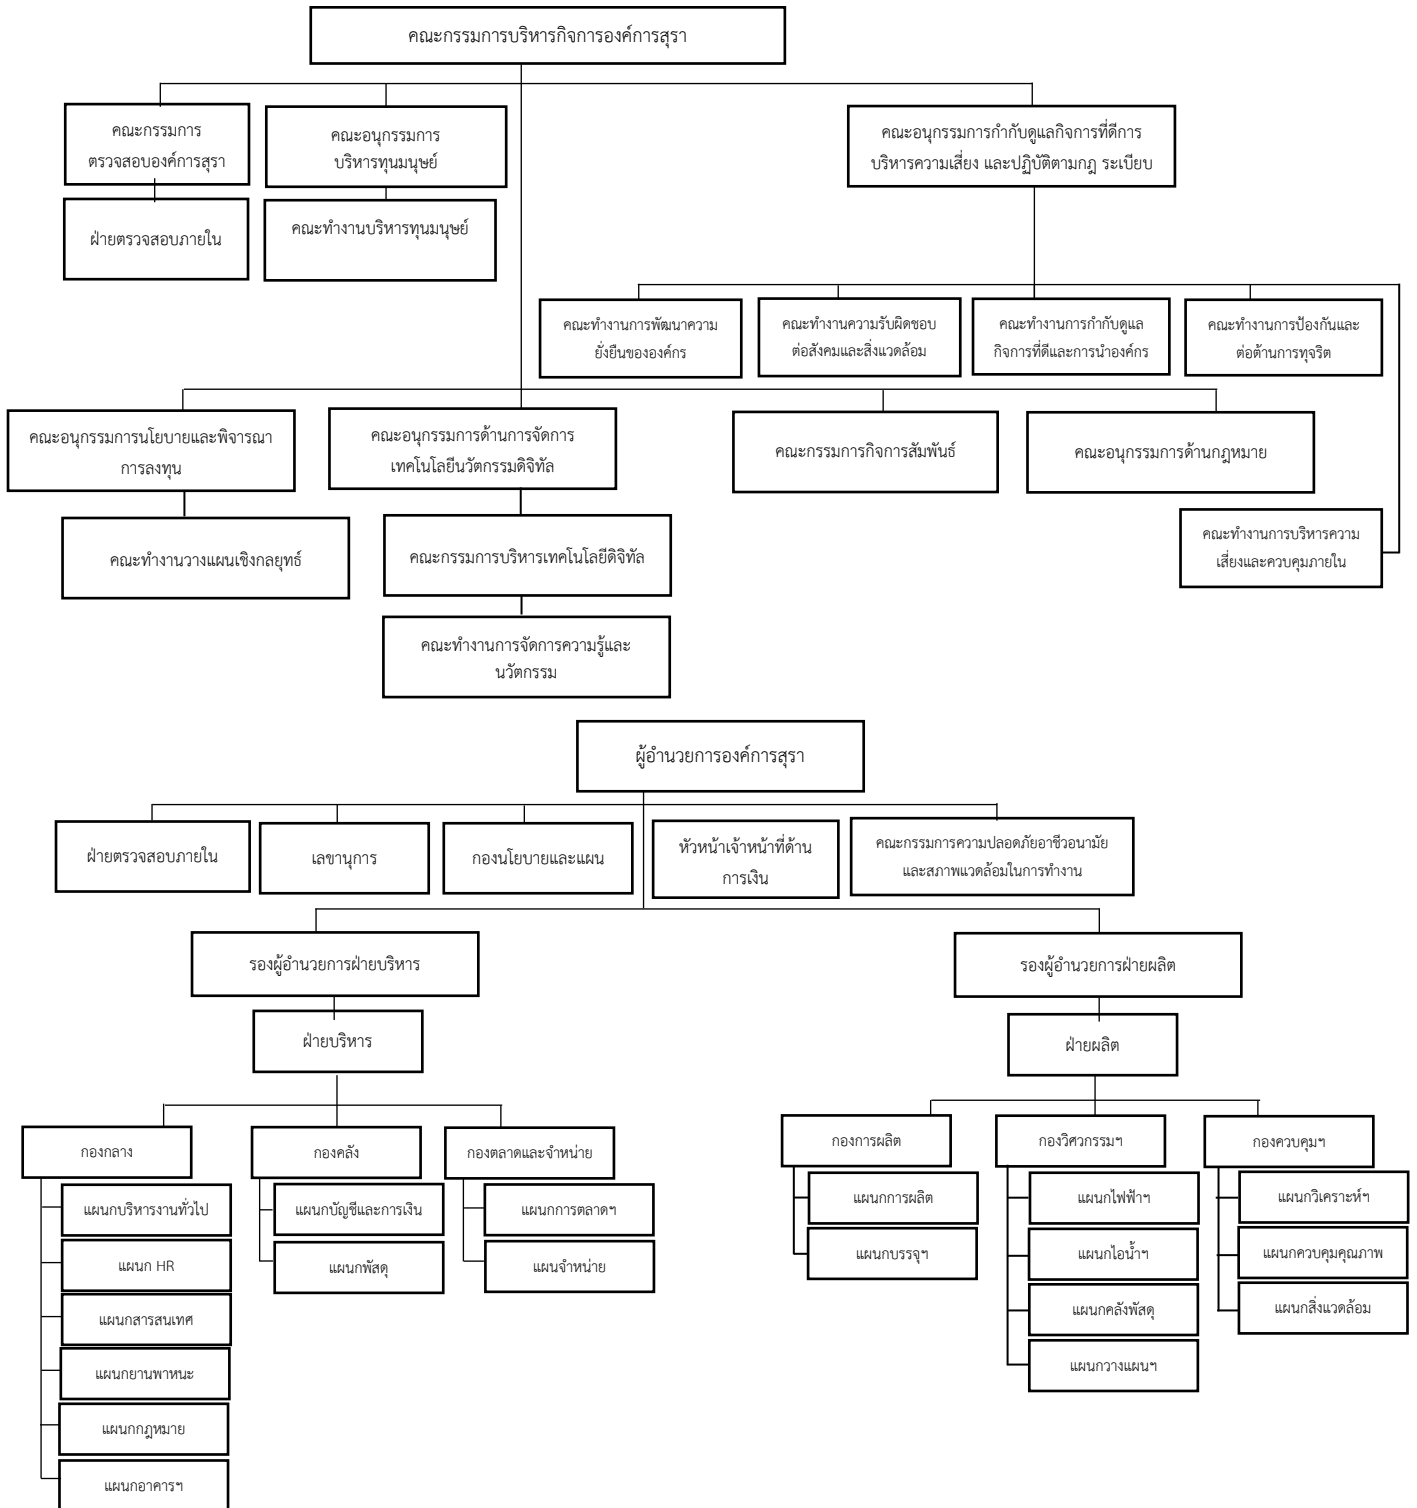 คณะกรรมการบริหารกิจการองค์การสุรา
คณะกรรมการ
ตรวจสอบองค์การสุรา
คณะอนุกรรมการ
บริหารทุนมนุษย์
คณะอนุกรรมการกำกับดูแลกิจการที่ดีการ
บริหารความเสี่ยง และปฏิบัติตามกฎ ระเบียบ
ฝ่ายตรวจสอบภายใน
คณะทำงานบริหารทุนมนุษย์
คณะทำงานการพัฒนาความ
ยั่งยืนขององค์กร
คณะทำงานความรับผิดชอบ
ต่อสังคมและสิ่งแวดล้อม
คณะทำงานการกำกับดูแล
กิจการที่ดีและการนำองค์กร
คณะทำงานการป้องกันและ
ต่อต้านการทุจริต
คณะอนุกรรมการนโยบายและพิจารณา
การลงทุน
คณะอนุกรรมการด้านการจัดการ
เทคโนโลยีนวัตกรรมดิจิทัล
คณะกรรมการกิจการสัมพันธ์
คณะอนุกรรมการด้านกฎหมาย
คณะทำงานวางแผนเชิงกลยุทธ์
คณะกรรมการบริหารเทคโนโลยีดิจิทัล
คณะทำงานการบริหารความ
เสี่ยงและควบคุมภายใน
คณะทำงานการจัดการความรู้และ
นวัตกรรม
ผู้อำนวยการองค์การสุรา
ฝ่ายตรวจสอบภายใน
เลขานุการ
กองนโยบายและแผน
หัวหน้าเจ้าหน้าที่ด้าน
การเงิน
คณะกรรมการความปลอดภัยอาชีวอนามัย
และสภาพแวดล้อมในการทำงาน
รองผู้อำนวยการฝ่ายบริหาร
รองผู้อำนวยการฝ่ายผลิต
ฝ่ายบริหาร
ฝ่ายผลิต
กองกลาง
กองคลัง
กองตลาดและจำหน่าย
กองการผลิต
กองวิศวกรรมฯ
กองควบคุมฯ
แผนกบริหารงานทั่วไป
แผนก HR
แผนกสารสนเทศ
แผนกยานพาหนะ
แผนกกฎหมาย
แผนกอาคารฯ
แผนกบัญชีและการเงิน
แผนกพัสดุ
แผนกการตลาดฯ
แผนจำหน่าย
แผนกการผลิต
แผนกบรรจุฯ
แผนกไฟฟ้าฯ
แผนกไอน้ำฯ
แผนกคลังพัสดุ
แผนกวางแผนฯ
แผนกวิเคราะห์ฯ
แผนกควบคุมคุณภาพ
แผนกสิ่งแวดล้อม